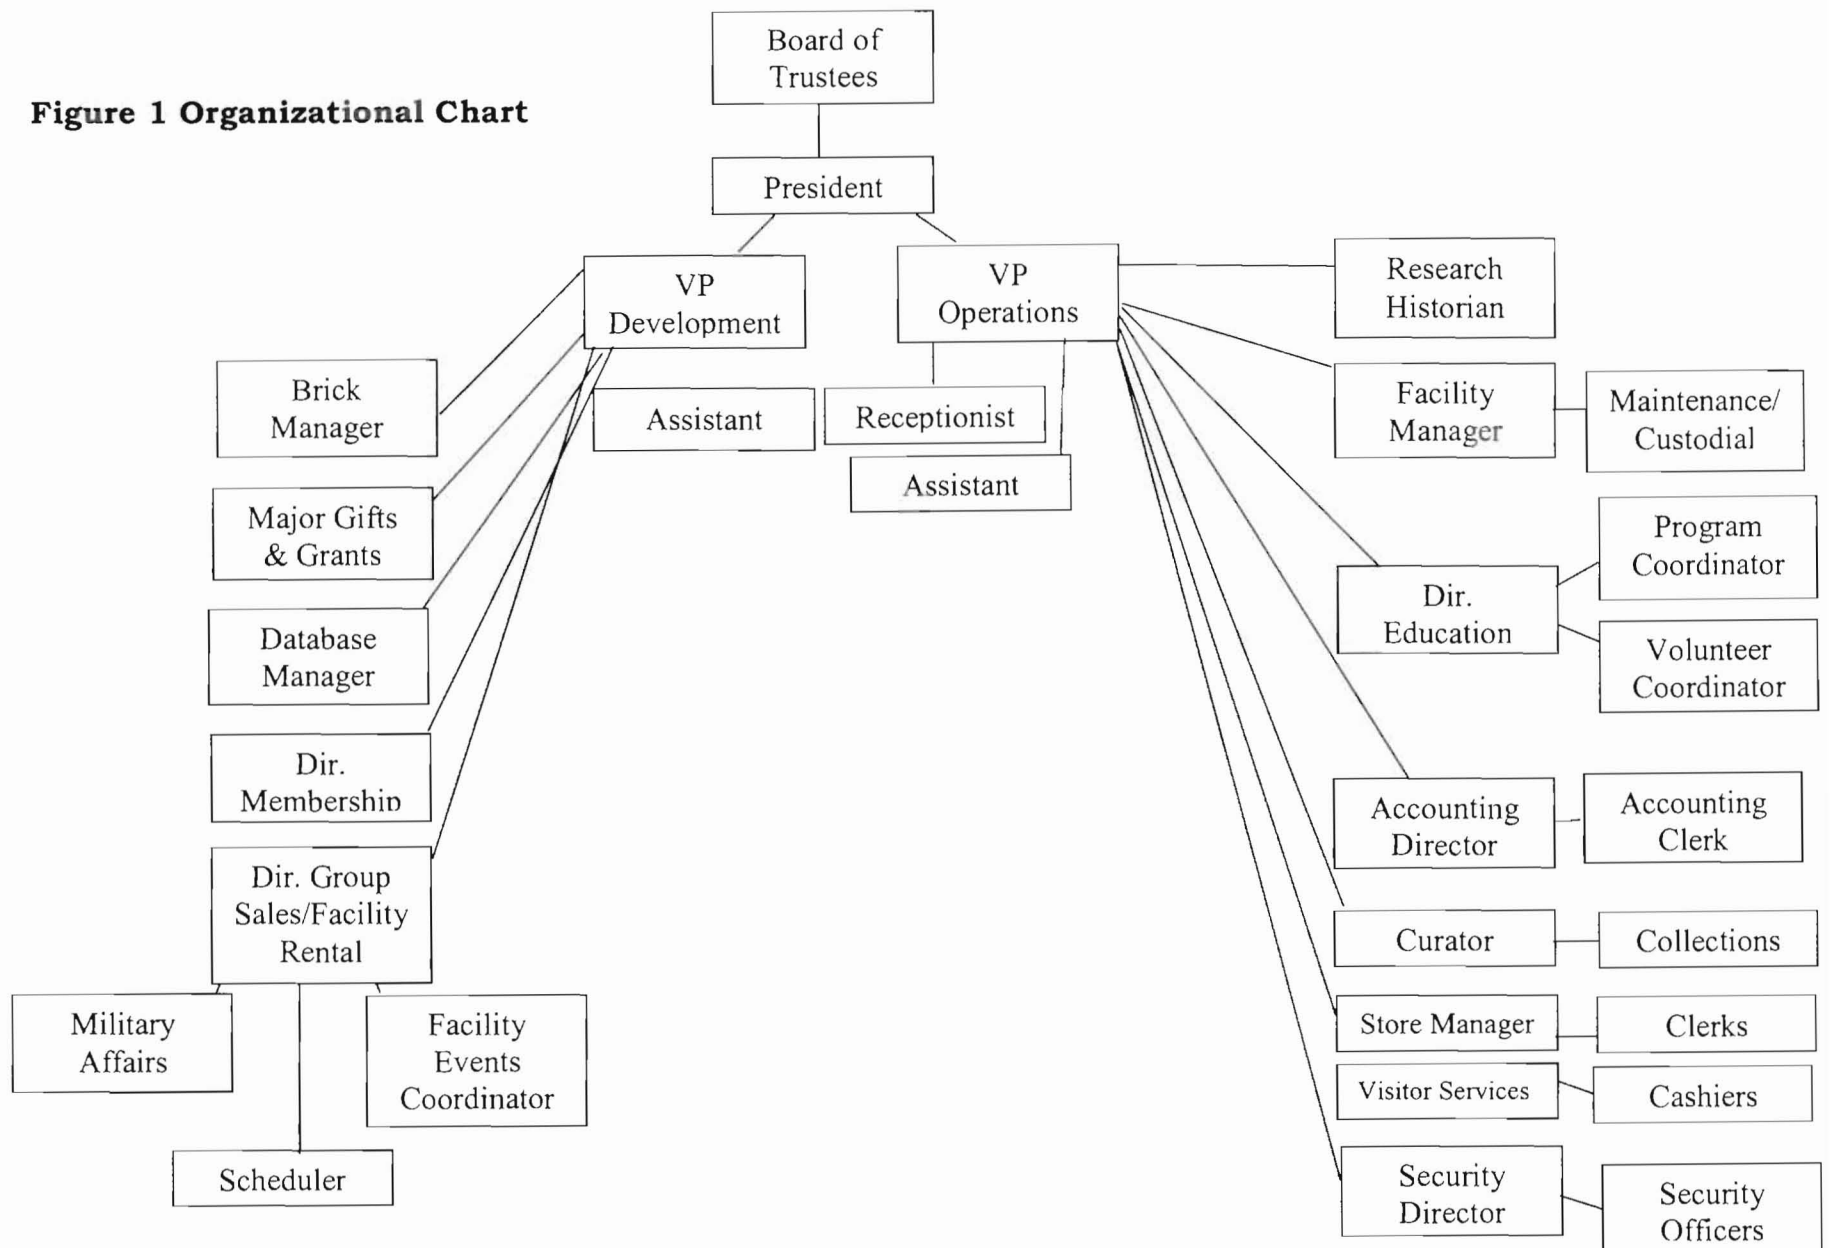 Board of
Trustees
Figure 1 Organizational Chart
President
VP
Development
VP
Operations
Research
Historian
Brick
Manager
Assistant
Receptionist
Assistant
Facility
Manager
Maintenance/
Custodial
Major Gifts
& Grants
Program
Coordinator
Database
Manager
Dir.
Education
Volunteer
Coordinator
Dir.
Membership
Accounting
Director
Accounting
Clerk
Dir. Group
Sales/Facility
Rental
Curator
Collections
Military
Affairs
Facility
Events
Coordinator
Store Manager
Clerks
Visitor Services
Cashiers
Scheduler
Security
Director
Security
Officers